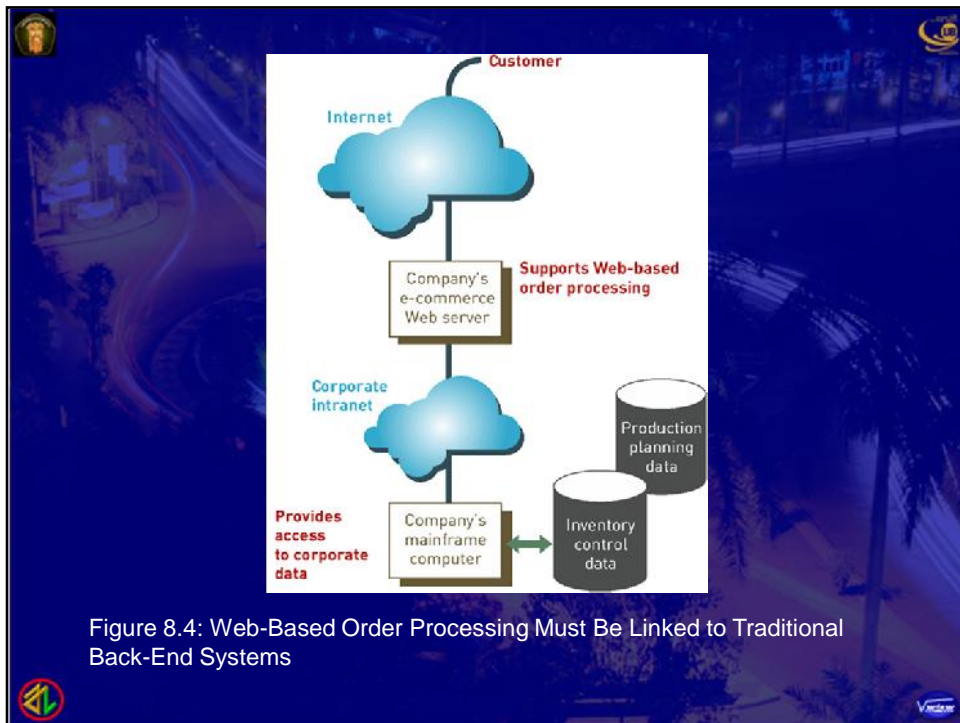 Customer
Internet
Company's
e-commerce
Web server
Supports Web-based
order processing
Corporate
intranet
Production
planning
data
Provides
access
to corporate
data
Company's
mainframe
computer
Inventory
control
data
Figure 8.4: Web-Based Order Processing Must Be Linked to Traditional
Back-End Systems